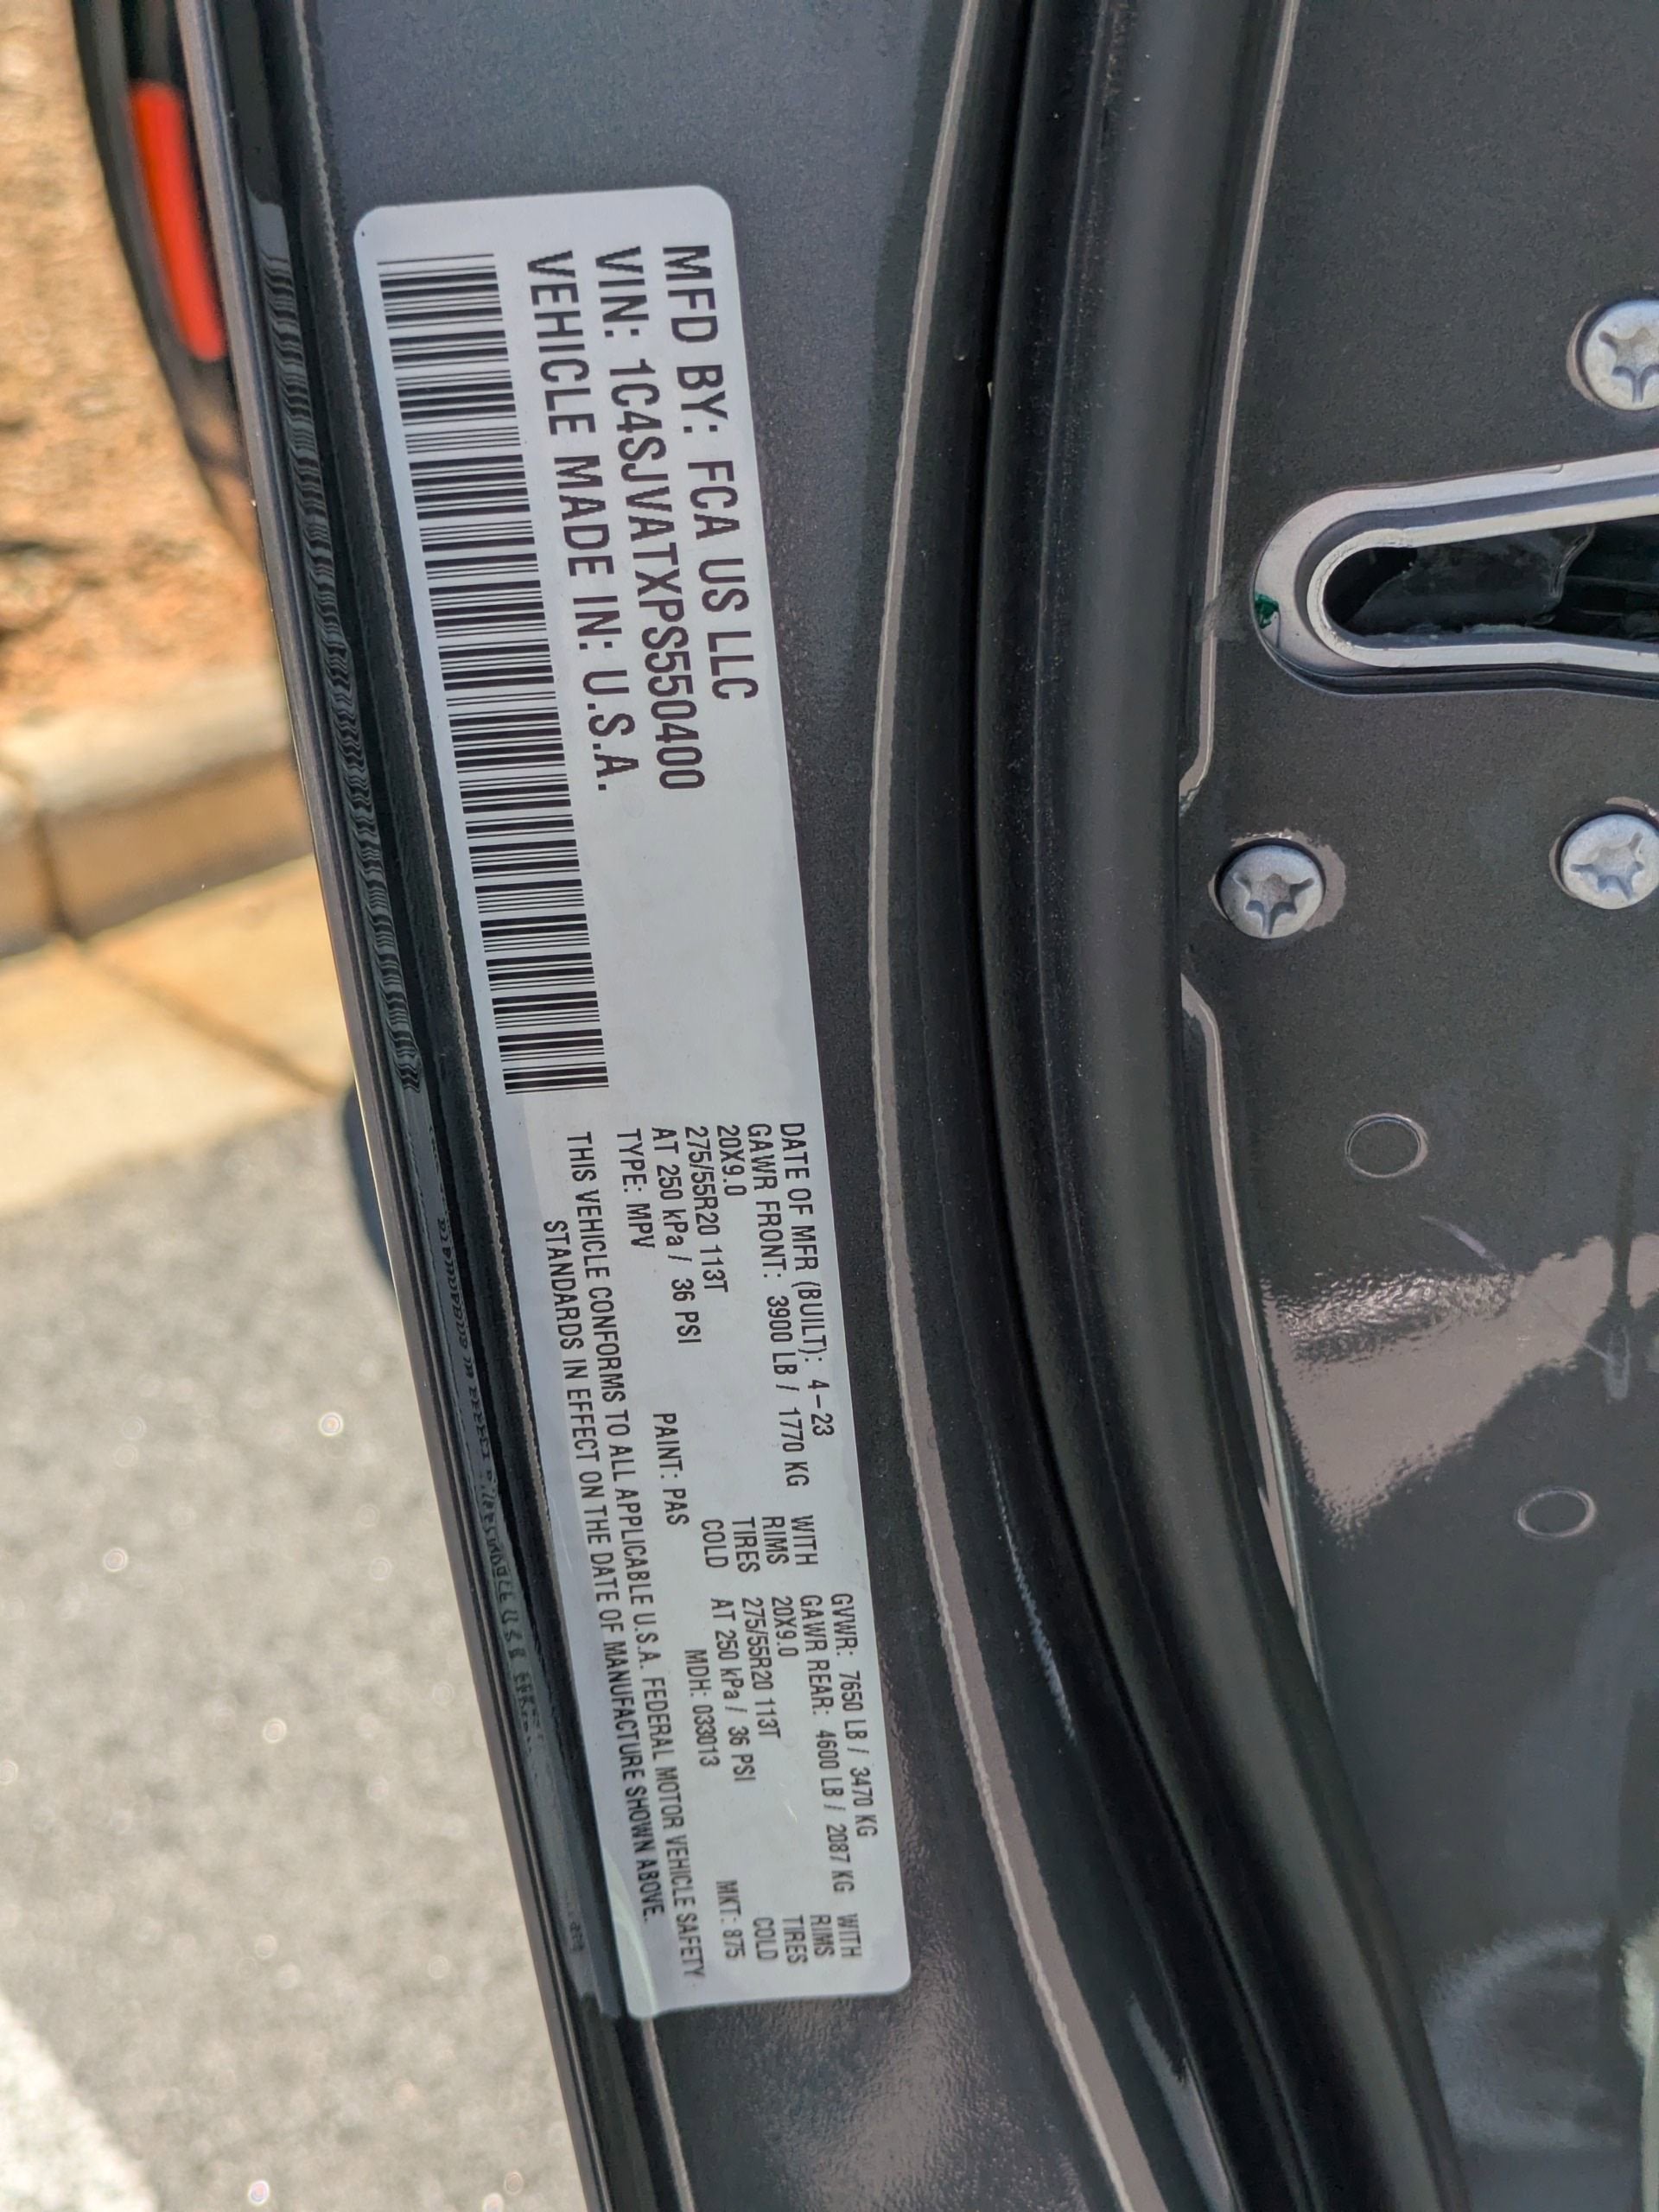 MFD BY: FCA US LLC
VIN: 1C4SJVATXPS550400
VEHICLE MADE IN: U.S.A.
DATE OF MFR (BUILT): 4-23 GVWR: 7650 LB / 3470 KG
GAWR FRONT: 3900 LB / 1770 KG WITH GAWR REAR: 4600 LB / 2087 KG WITH
20X9.0 RIMS 20X9.0 RIMS
275/55R20 113T TIRES 275/55R20 113T TIRES
AT 250 kPa / 36 PSI COLD AT 250 kPa / 36 PSI COLD
TYPE: MPV PAINT: PAS MDH: 033013 MKT: 875
THIS VEHICLE CONFORMS TO ALL APPLICABLE U.S.A. FEDERAL MOTOR VEHICLE SAFETY
STANDARDS IN EFFECT ON THE DATE OF MANUFACTURE SHOWN ABOVE.